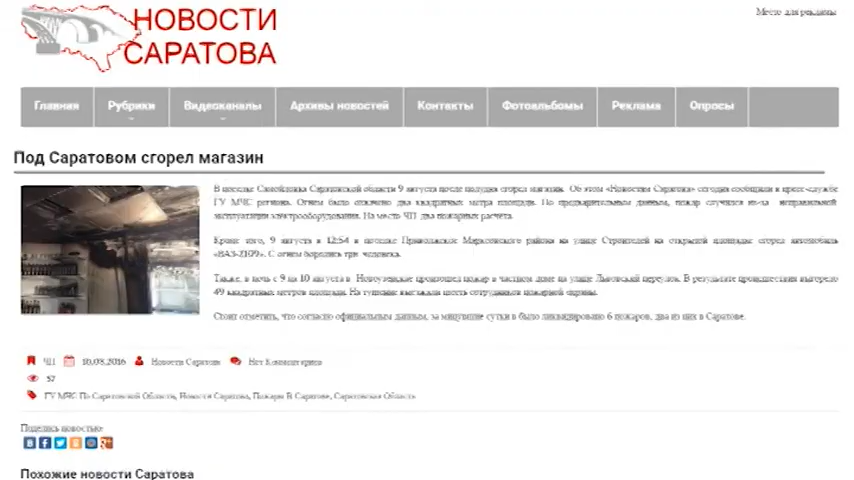 НОВОСТИ
САРАТОВА
Место для рекламы
Главная Рубрики Видеоканалы Архивы новостей Контакты Фотоальбомы Реклама Опросы
Под Саратовом сгорел магазин
В поселке Самойловка Саратовской области 9 августа после полудня сгорел магазин. Об этом «Новостям Саратова» сегодня сообщили в пресс-службе
ГУ МЧС региона. Огнем было охвачено два квадратных метра площади. По предварительным данным, пожар случился из-за неправильной
эксплуатации электрооборудования. На место ЧП два пожарных расчета.
Кроме того, 9 августа в 12:54 в поселке Приволжское Марксовского района на улице Строителей на открытой площадке сгорел автомобиль
«ВАЗ-2109». С огнем боролись три человека.
Также, в ночь с 9 на 10 августа в Новоузенске произошел пожар в частном доме на улице Львовский переулок. В результате происшествия выгорело
49 квадратных метров площади. На тушение выезжали шесть сотрудников пожарной охраны.
Стоит отметить, что согласно официальным данным, за минувшие сутки в было ликвидировано 6 пожаров, два из них в Саратове.
ЧП 10.08.2016 Новости Саратова Нет Комментариев
57
ГУ МЧС По Саратовской Области, Новости Саратова, Пожары В Саратове, Саратовская Область
Поделись новостью:
Похожие новости Саратова